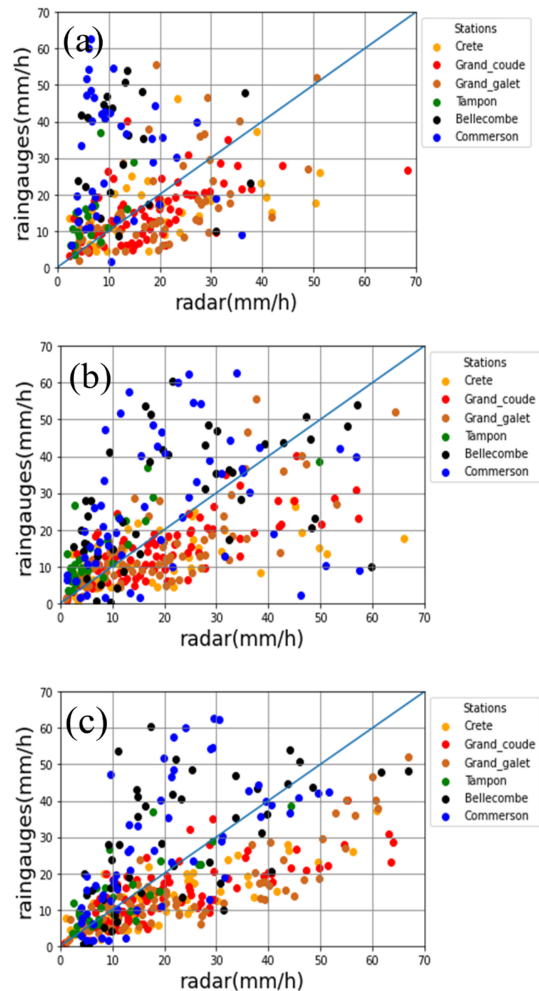 (a)
raingauges(mm/h)
70
60
50
40
30
20
10
0
0 10 20 30 40 50 60 70
radar(mm/h)
Stations
Crete
Grand_coude
Grand_galet
Tampon
Bellecombe
Commerson
(b)
raingauges(mm/h)
70
60
50
40
30
20
10
0
0 10 20 30 40 50 60 70
radar(mm/h)
Stations
Crete
Grand_coude
Grand_galet
Tampon
Bellecombe
Commerson
(c)
raingauges(mm/h)
70
60
50
40
30
20
10
0
0 10 20 30 40 50 60 70
radar(mm/h)
Stations
Crete
Grand_coude
Grand_galet
Tampon
Bellecombe
Commerson